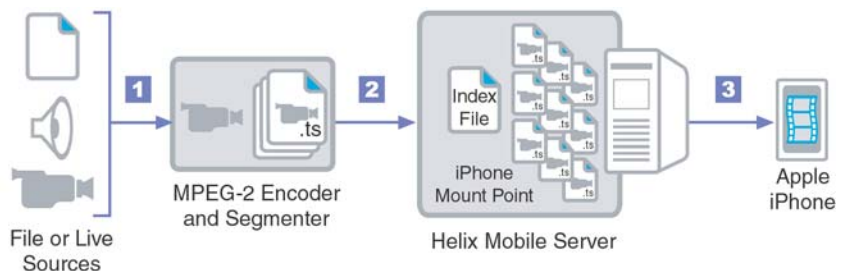 1
2
3
.ts
Index
File
iPhone
Mount Point
.ts
.ts
.ts
.ts
.ts
.ts
.ts
.ts
.ts
MPEG-2 Encoder
and Segmenter
File or Live
Sources
Helix Mobile Server
Apple
iPhone